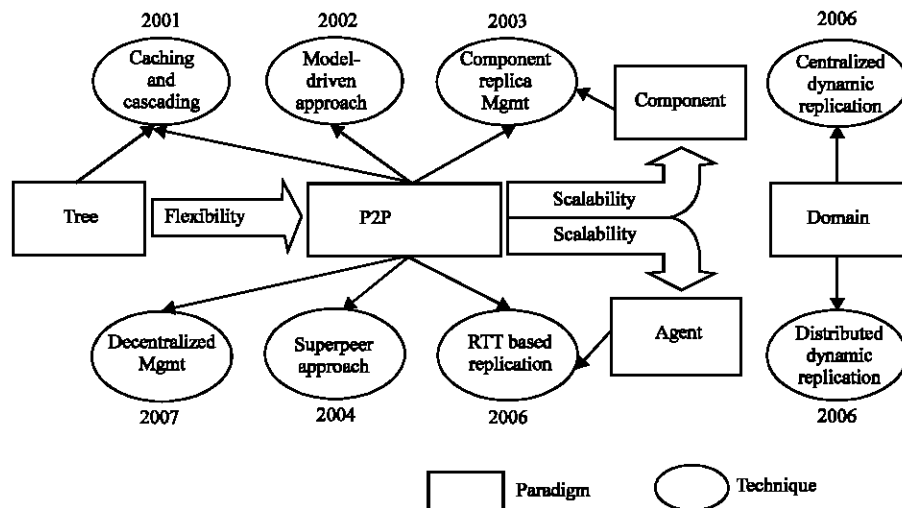 2001
2002
2003
2006
Caching
and
cascading
Model-
driven
approach
Component
replica
Mgmt
Component
Centralized
dynamic
replication
Tree
Flexibility
P2P
Scalability
Scalability
Domain
Decentralized
Mgmt
Superpeer
approach
RTT based
replication
Agent
Distributed
dynamic
replication
2007
2004
2006
2006
Paradigm
Technique